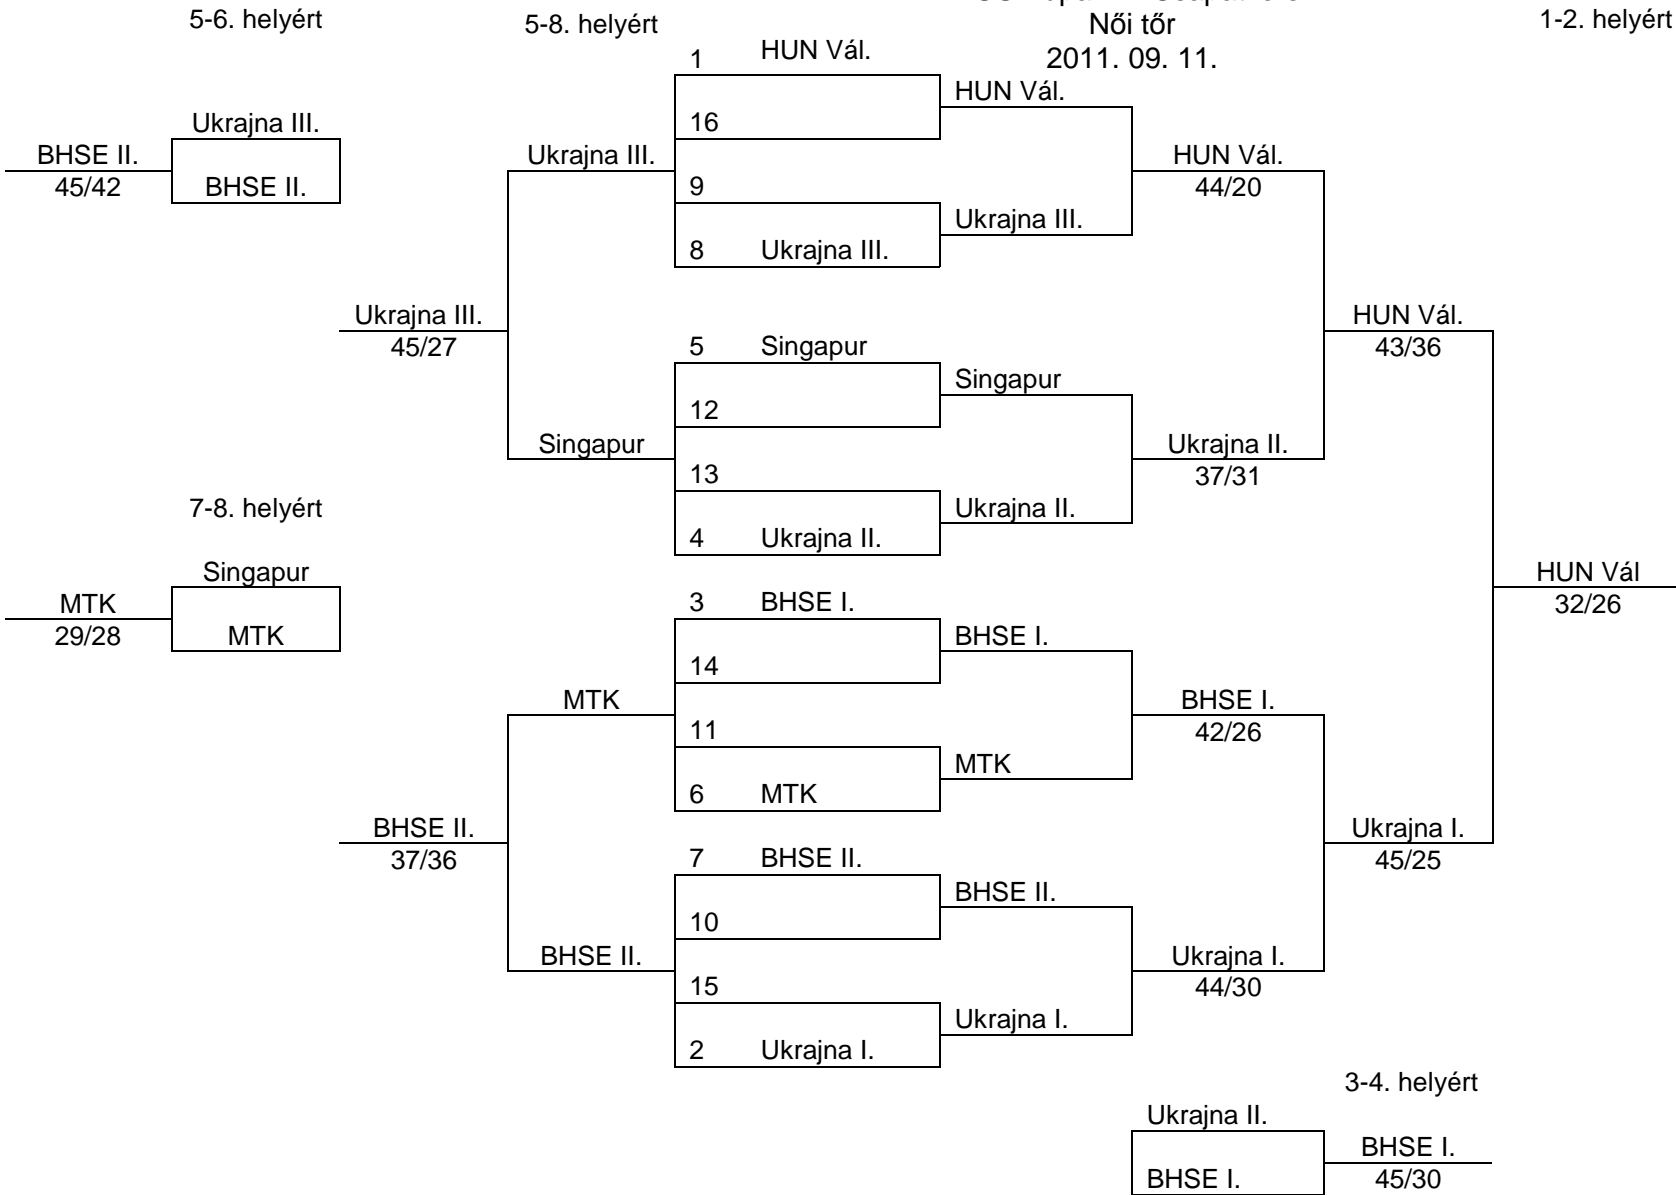 5-6. helyért
5-8. helyért
Női tőr
2011. 09. 11.
1-2. helyért
1 HUN Vál.
HUN Vál.
16
Ukrajna III.
BHSE II.
45/42
BHSE II.
Ukrajna III.
HUN Vál.
44/20
9
Ukrajna III.
8 Ukrajna III.
Ukrajna III.
45/27
HUN Vál.
43/36
5 Singapur
Singapur
12
Singapur
Ukrajna II.
37/31
13
7-8. helyért
Ukrajna II.
4 Ukrajna II.
Singapur
MTK
29/28
MTK
HUN Vál
32/26
3 BHSE I.
BHSE I.
14
MTK
BHSE I.
42/26
11
MTK
6 MTK
BHSE II.
37/36
Ukrajna I.
45/25
7 BHSE II.
BHSE II.
10
BHSE II.
Ukrajna I.
44/30
15
Ukrajna I.
2 Ukrajna I.
3-4. helyért
Ukrajna II.
BHSE I.
45/30
BHSE I.